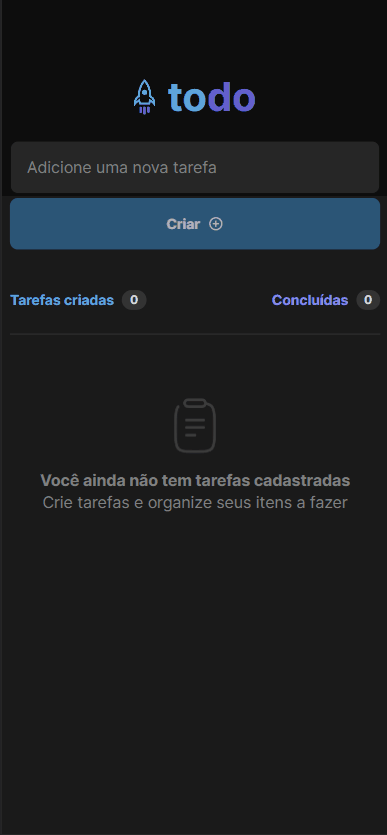 todo
Adicione uma nova tarefa
Criar
Tarefas criadas 0
Concluídas 0
Você ainda não tem tarefas cadastradas
Crie tarefas e organize seus itens a fazer